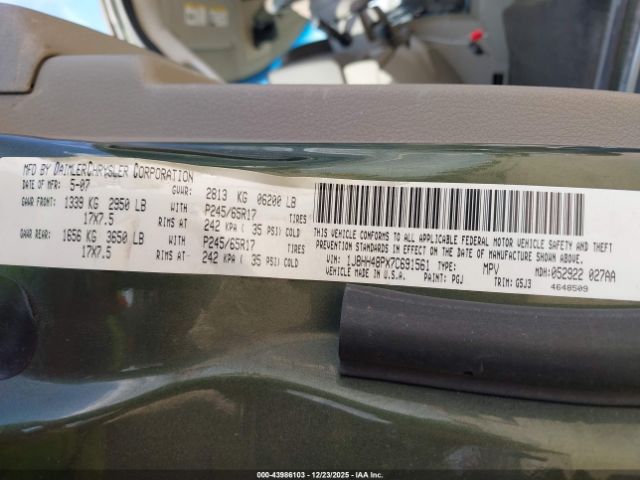 MFD BY DAIMLERCHRYSLER CORPORATION
DATE OF MFD: 5-07 GVWR: 2813 KG 06200 LB
GAWR FRONT: 1339 KG 2950 LB WITH P245/65R17 TIRES
17X7.5 RIMS AT 242 KPA ( 35 PSI) COLD
GAWR REAR: 1656 KG 3650 LB WITH P245/65R17 TIRES
17X7.5 RIMS AT 242 KPA ( 35 PSI) COLD
THIS VEHICLE CONFORMS TO ALL APPLICABLE FEDERAL MOTOR VEHICLE SAFETY AND THEFT
PREVENTION STANDARDS IN EFFECT ON THE DATE OF MANUFACTURE SHOWN ABOVE.
VIN: 1J8HH48PX7C691561 TYPE: MPV MDH: 052922 027AA
VEHICLE MADE IN U.S.A. PAINT: PGJ TRIM: G5J3
4648509
000-43986103 - 12/23/2025 - IAAI.COM